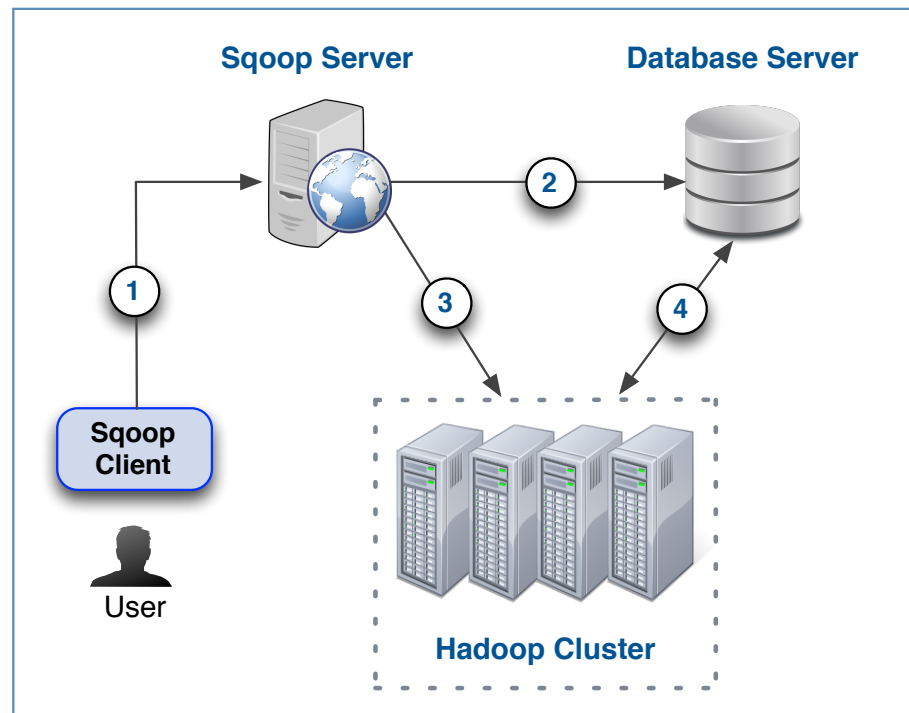 Sqoop Server
Database Server
2
1
3
4
Sqoop
Client
User
Hadoop Cluster